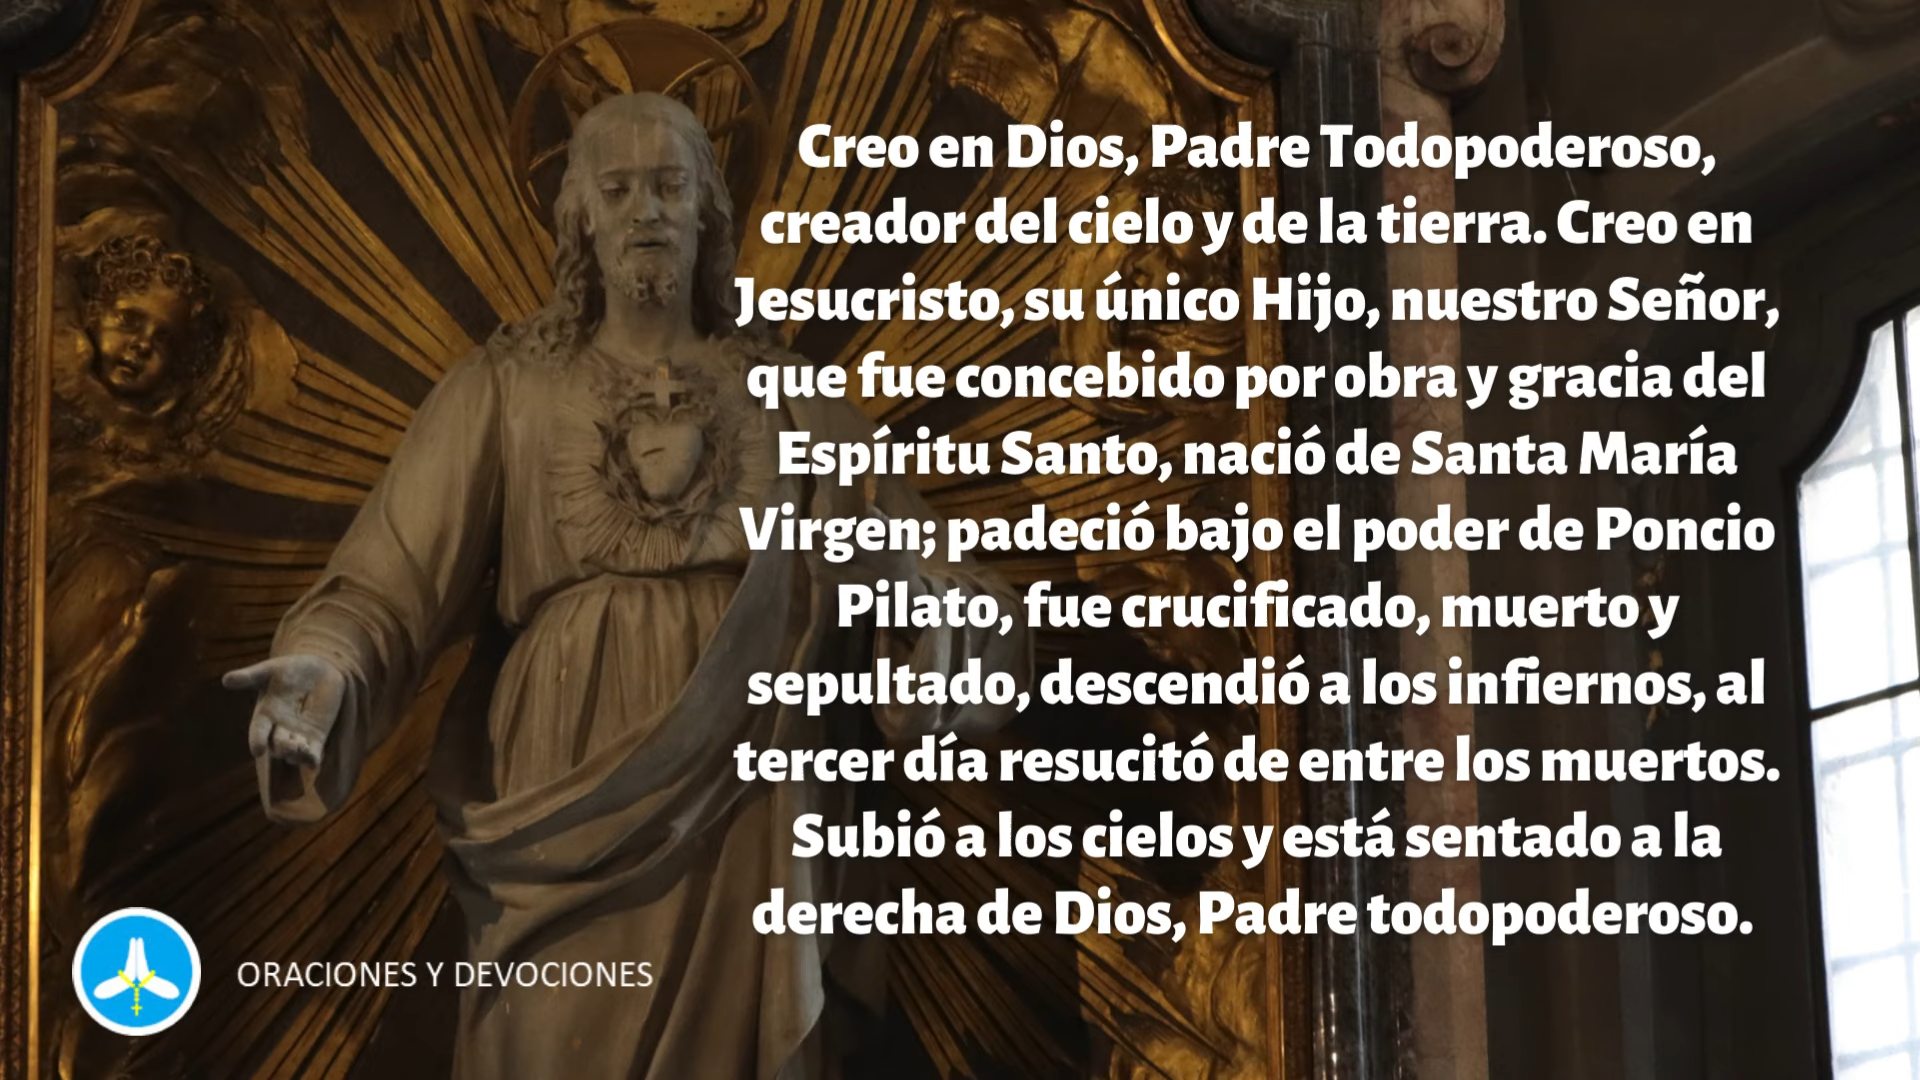 Creo en Dios, Padre Todopoderoso,
creador del cielo y de la tierra. Creo en
Jesucristo, su único Hijo, nuestro Señor,
que fue concebido por obra y gracia del
Espíritu Santo, nació de Santa María
Virgen; padeció bajo el poder de Poncio
Pilato, fue crucificado, muerto y
sepultado, descendió a los infiernos, al
tercer día resucitó de entre los muertos.
Subió a los cielos y está sentado a la
derecha de Dios, Padre todopoderoso.
ORACIONES Y DEVOCIONES